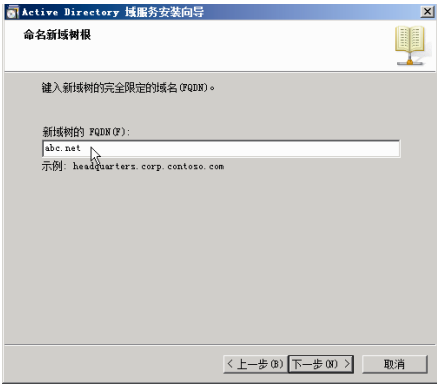 Active Directory 域服务安装向导
命名新域树根
键入新域树的完全限定的域名(FQDN)。
新域树的 FQDN(F):
abc.net
示例: headquarters.corp.contoso.com
< 上一步(B) 下一步(N) > 取消